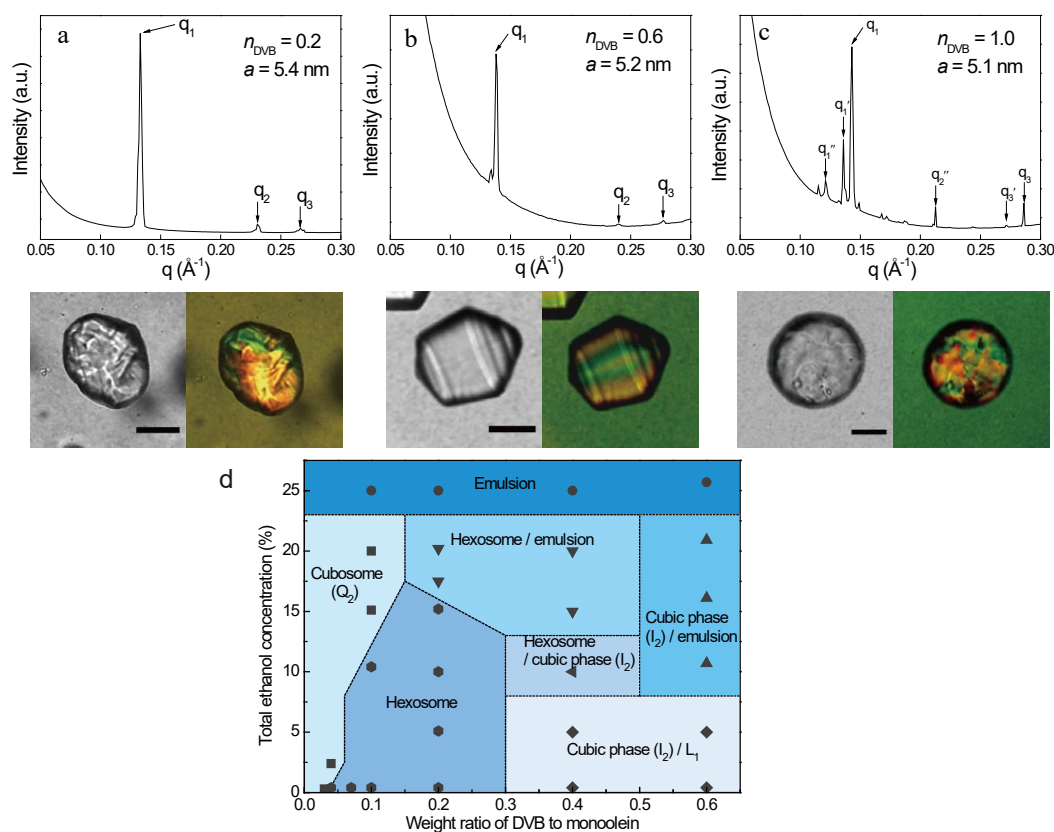 a
q₁
n_DVB = 0.2
a = 5.4 nm
q₂
q₃
Intensity (a.u.)
0.05 0.10 0.15 0.20 0.25 0.30
q (Å⁻¹)
b
q₁
n_DVB = 0.6
a = 5.2 nm
q₂
q₃
Intensity (a.u.)
0.05 0.10 0.15 0.20 0.25 0.30
q (Å⁻¹)
c
q₁
n_DVB = 1.0
a = 5.1 nm
q₁′
q₁″
q₂″
q₃′
q₃
Intensity (a.u.)
0.05 0.10 0.15 0.20 0.25 0.30
q (Å⁻¹)
d
Total ethanol concentration (%)
25
20
15
10
5
0
Emulsion
Hexosome / emulsion
Cubosome
(Q₂)
Cubic phase
(I₂) / emulsion
Hexosome
/ cubic phase (I₂)
Hexosome
Cubic phase (I₂) / L₁
0.0 0.1 0.2 0.3 0.4 0.5 0.6
Weight ratio of DVB to monoolein